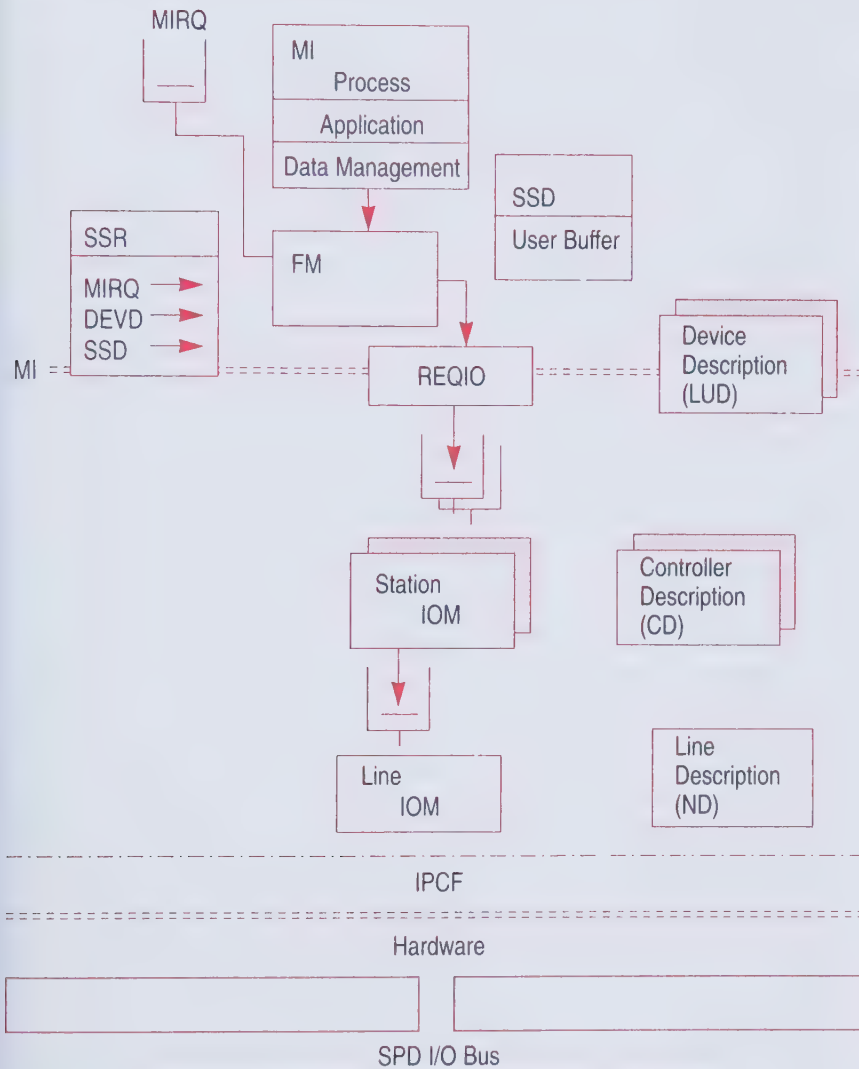 MIRQ
MI
Process
Application
Data Management
SSD
User Buffer
SSR
MIRQ
DEVD
SSD
FM
MI
REQIO
Device
Description
(LUD)
Station
IOM
Controller
Description
(CD)
Line
IOM
Line
Description
(ND)
IPCF
Hardware
SPD I/O Bus